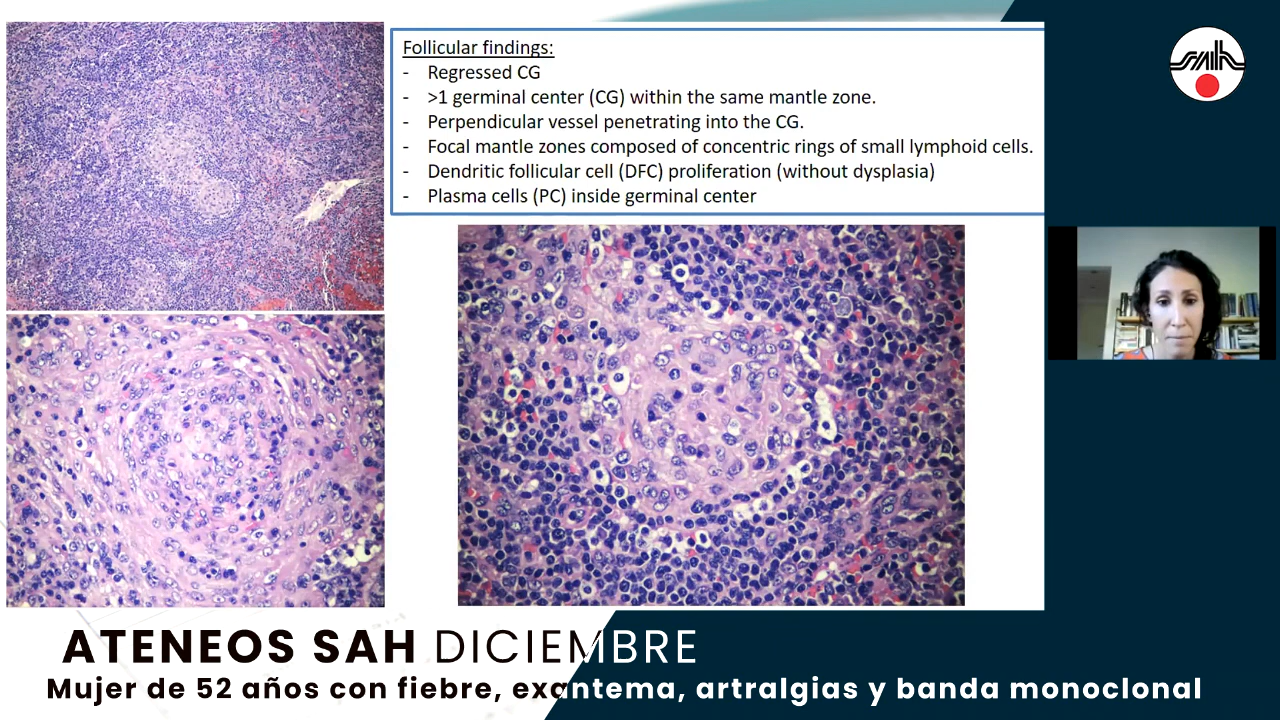 Follicular findings:
- Regressed CG
- >1 germinal center (CG) within the same mantle zone.
- Perpendicular vessel penetrating into the CG.
- Focal mantle zones composed of concentric rings of small lymphoid cells.
- Dendritic follicular cell (DFC) proliferation (without dysplasia)
- Plasma cells (PC) inside germinal center
ATENEOS SAH DICIEMBRE
Mujer de 52 años con fiebre, exantema, artralgias y banda monoclonal